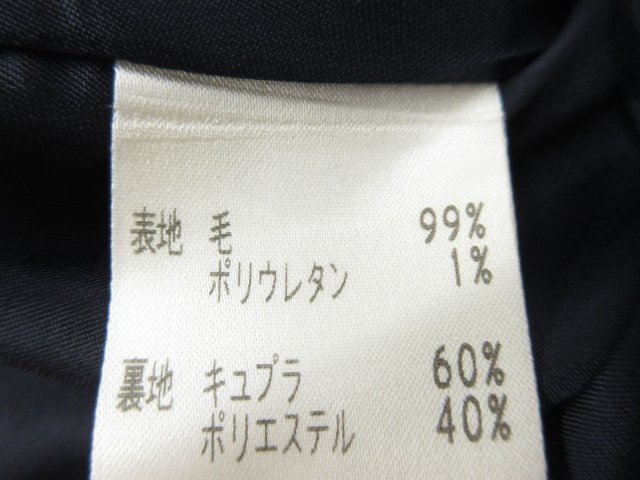 表地 毛 99%
ポリウレタン 1%
裏地 キュプラ 60%
ポリエステル 40%